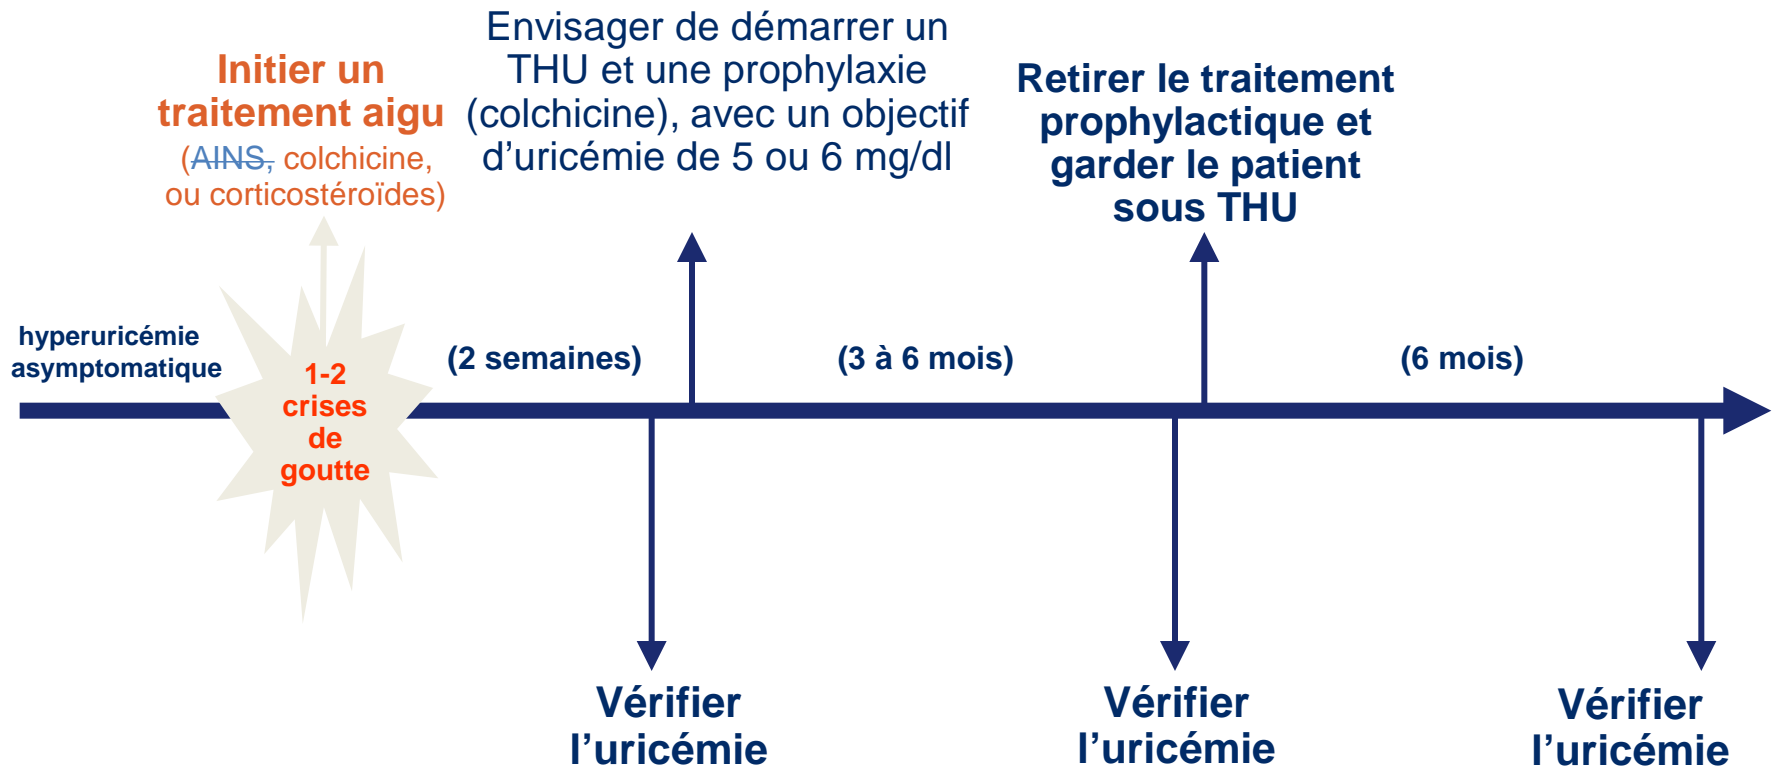 Initier un
traitement aigu
(AINS, colchicine,
ou corticostéroïdes)
Envisager de démarrer un
THU et une prophylaxie
(colchicine), avec un objectif
d’uricémie de 5 ou 6 mg/dl
Retirer le traitement
prophylactique et
garder le patient
sous THU
hyperuricémie
asymptomatique
1-2
crises
de
goutte
(2 semaines)
(3 à 6 mois)
(6 mois)
Vérifier
l’uricémie
Vérifier
l’uricémie
Vérifier
l’uricémie